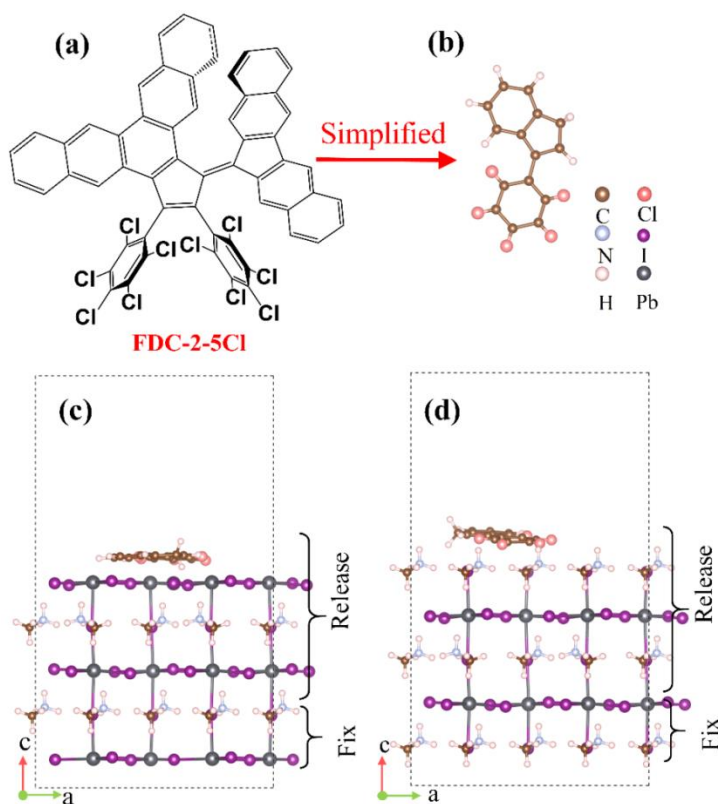 (a)
(b)
Simplified
Cl
Cl
Cl
Cl
Cl
Cl
Cl
Cl
Cl
Cl
FDC-2-5Cl
C Cl
N I
H Pb
(c)
(d)
Release
Fix
Release
Fix
c
a
c
a